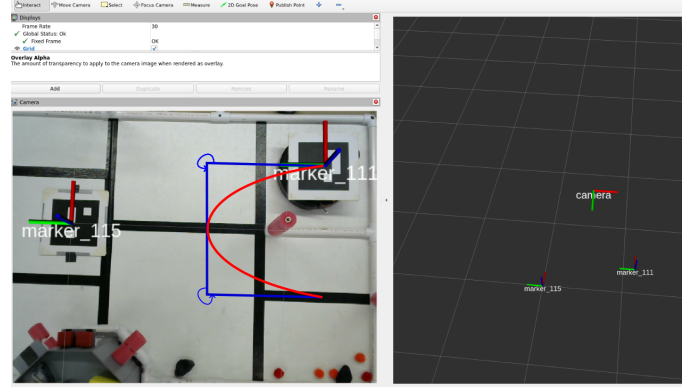 Interact Move Camera Select Focus Camera Measure 2D Goal Pose Publish Point
Displays
Frame Rate 30
Global Status: Ok
Fixed Frame OK
Grid
Overlay Alpha
The amount of transparency to apply to the camera image when rendered as overlay.
Add Duplicate Remove Rename
Camera
marker_111
marker_115
camera
marker_111
marker_115